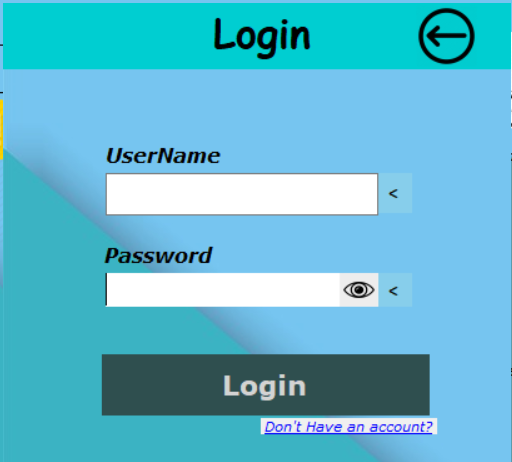 Login
UserName
<
Password
<
Login
Don't Have an account?